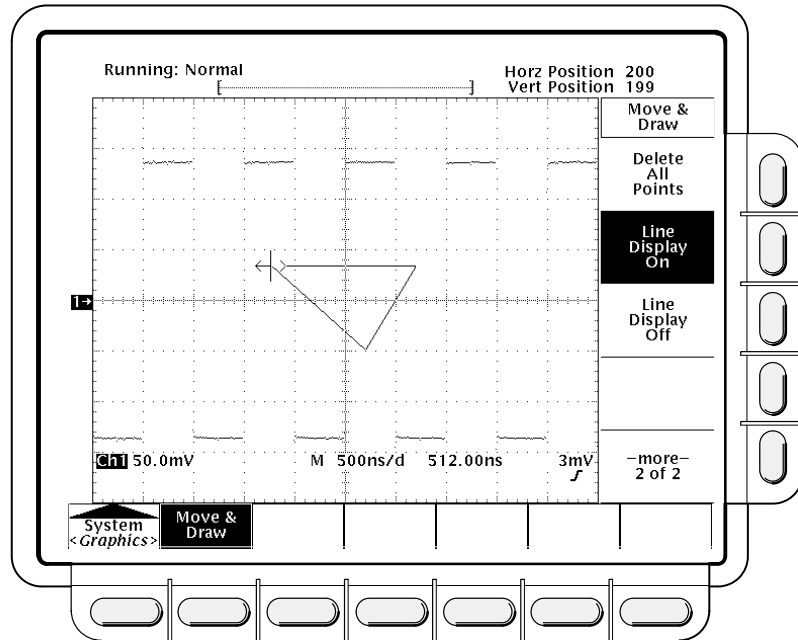 Running: Normal
Horz Position 200
Vert Position 199
Move &
Draw
Delete
All
Points
Line
Display
On
Line
Display
Off
1→
Ch1 50.0mV M 500ns/d 512.00ns 3mV
–more–
2 of 2
System
<Graphics>
Move &
Draw